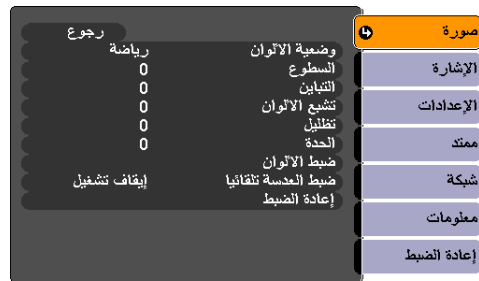 صورة
الإشارة
الإعدادات
ممتد
شبكة
معلومات
إعادة الضبط
رجوع
وضعية الألوان رياضة
السطوع 0
التباين 0
تشبع الألوان 0
تظليل 0
الحدة 0
ضبط الألوان
ضبط العدسة تلقائيا إيقاف تشغيل
إعادة الضبط